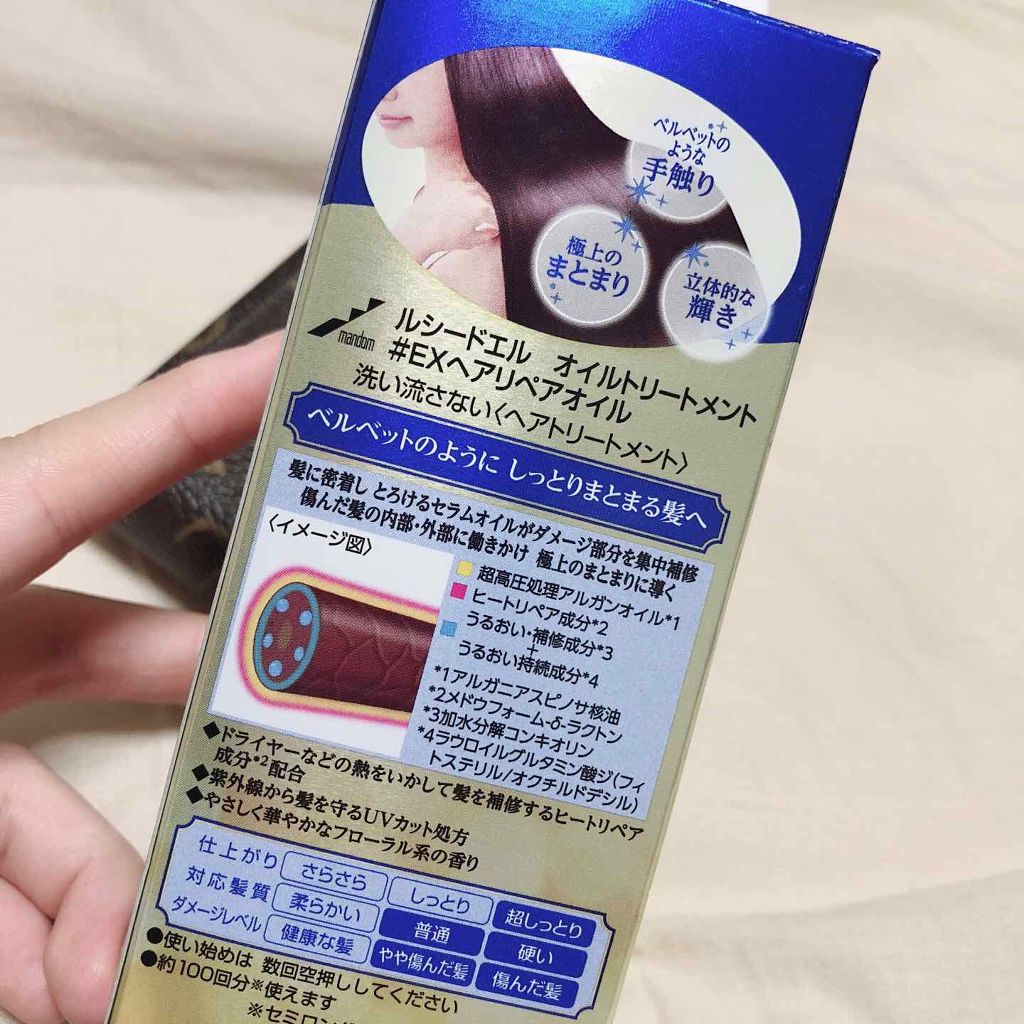 ベルベットの
ような
手触り
極上の
まとまり
立体的な
輝き
mandom
ルシードエル オイルトリートメント
#EXヘアリペアオイル
洗い流さない〈ヘアトリートメント〉
ベルベットのように しっとりまとまる髪へ
髪に密着し とろけるセラムオイルがダメージ部分を集中補修
傷んだ髪の内部・外部に働きかけ 極上のまとまりに導く
〈イメージ図〉
超高圧処理アルガンオイル*1
ヒートリペア成分*2
うるおい・補修成分*3
+
うるおい持続成分*4
*1アルガニアスピノサ核油
*2メドウフォーム-δ-ラクトン
*3加水分解コンキオリン
*4ラウロイルグルタミン酸ジ(フィ
トステリル/オクチルドデシル)
◆ドライヤーなどの熱をいかして髪を補修するヒートリペア
成分*2配合
◆紫外線から髪を守るUVカット処方
◆やさしく華やかなフローラル系の香り
仕上がり さらさら しっとり 超しっとり
対応髪質 柔らかい 普通 硬い
ダメージレベル 健康な髪 やや傷んだ髪 傷んだ髪
●使い始めは 数回空押ししてください
●約100回分※使えます
※セミロング